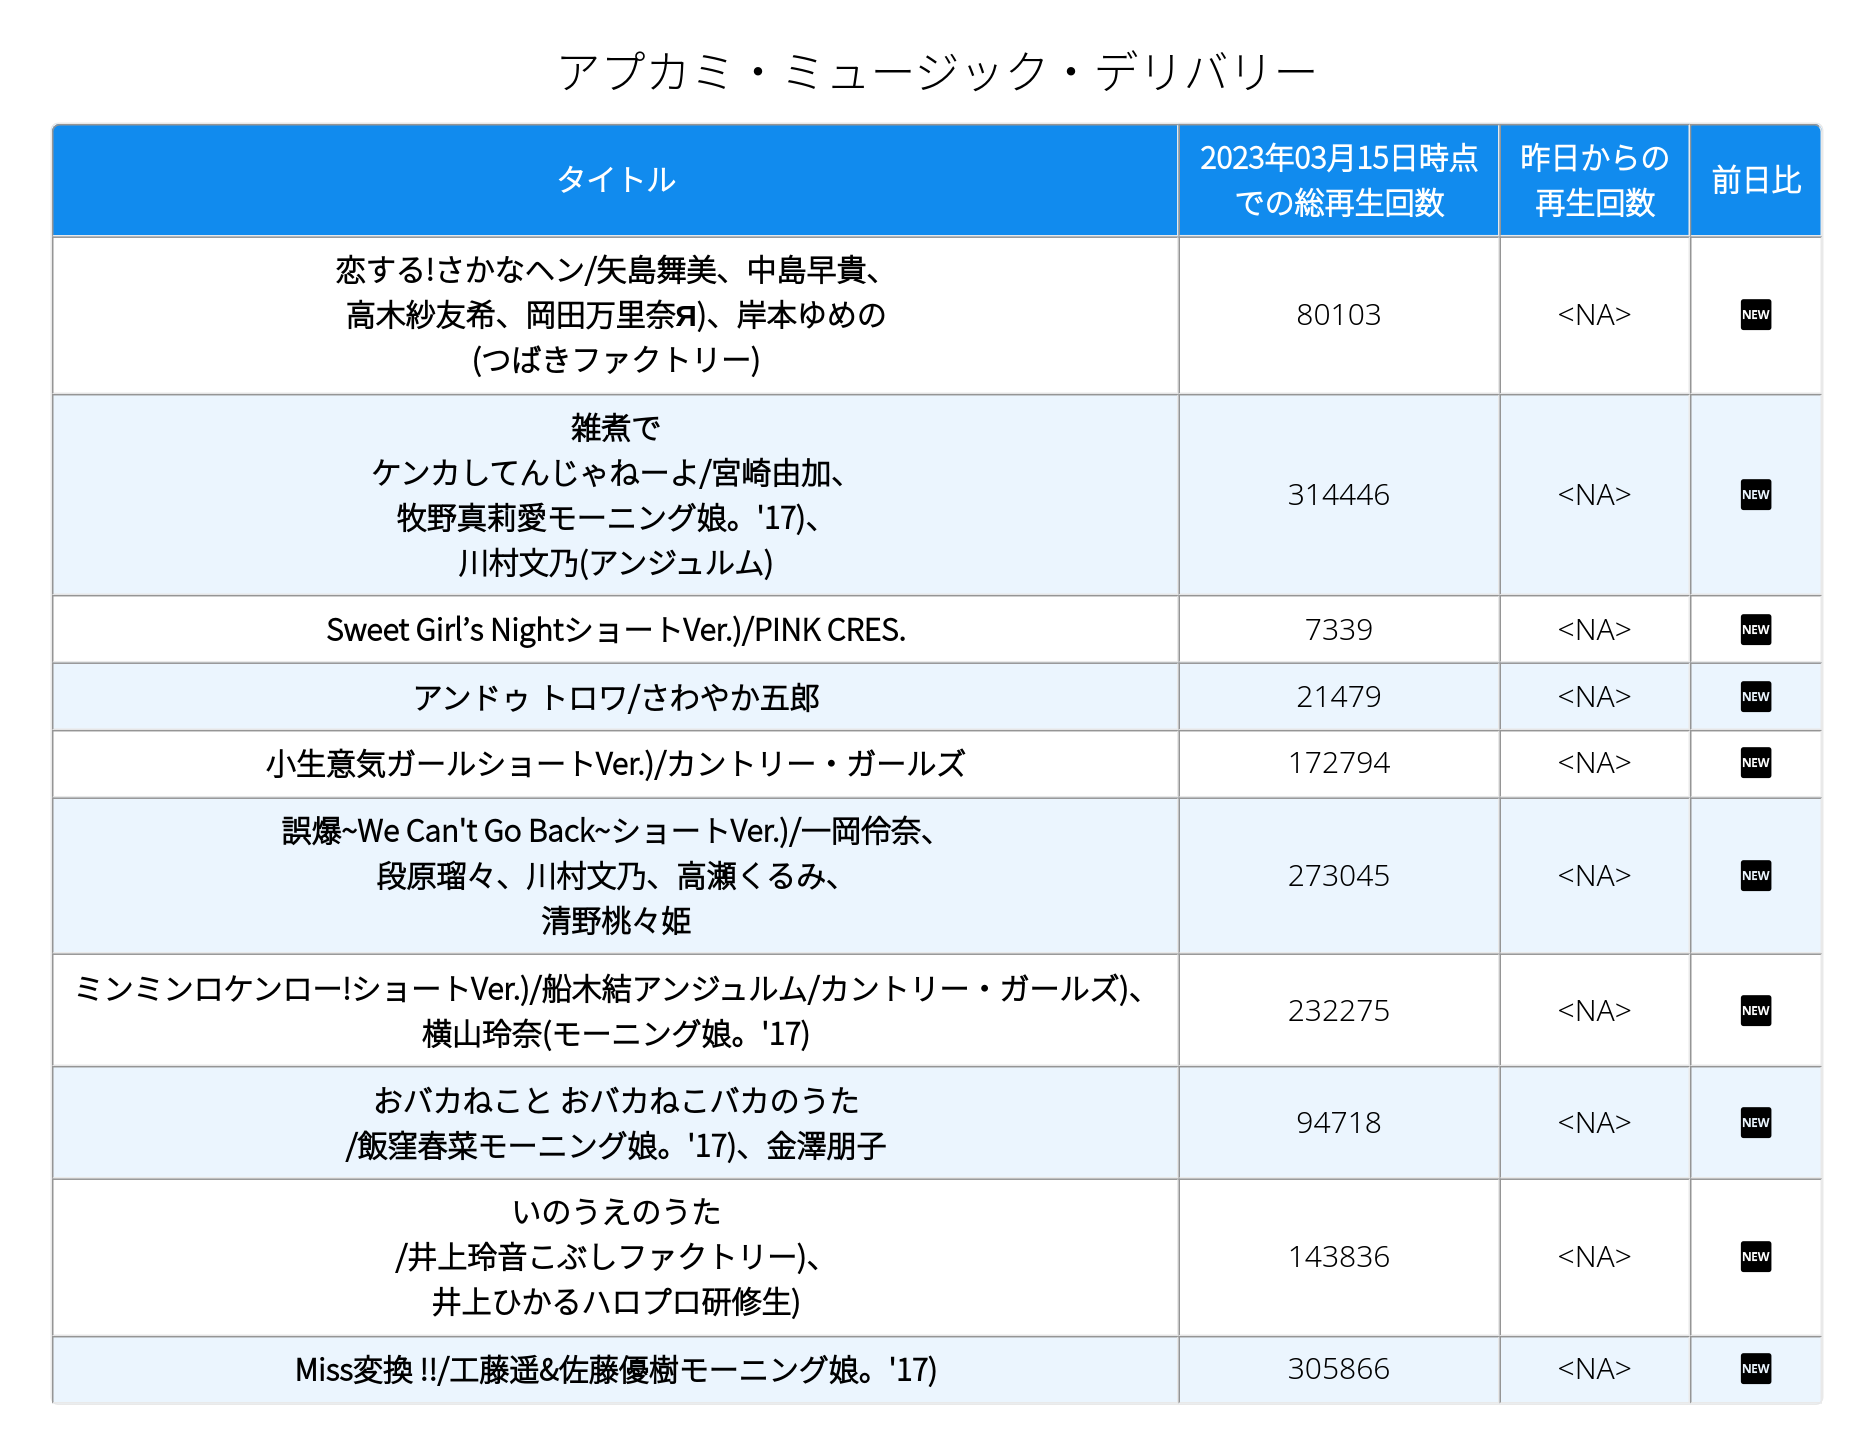 アプカミ・ミュージック・デリバリー
タイトル
2023年03月15日時点
での総再生回数
昨日からの
再生回数
前日比
恋する!さかなヘン/矢島舞美、中島早貴、
高木紗友希、岡田万里奈Я)、岸本ゆめの
(つばきファクトリー)
80103
<NA>
NEW
雑煮で
ケンカしてんじゃねーよ/宮崎由加、
牧野真莉愛モーニング娘。'17)、
川村文乃(アンジュルム)
314446
<NA>
NEW
Sweet Girl’s NightショートVer.)/PINK CRES.
7339
<NA>
NEW
アンドゥ トロワ/さわやか五郎
21479
<NA>
NEW
小生意気ガールショートVer.)/カントリー・ガールズ
172794
<NA>
NEW
誤爆~We Can't Go Back~ショートVer.)/一岡伶奈、
段原瑠々、川村文乃、高瀬くるみ、
清野桃々姫
273045
<NA>
NEW
ミンミンロケンロー!ショートVer.)/船木結アンジュルム/カントリー・ガールズ)、
横山玲奈(モーニング娘。'17)
232275
<NA>
NEW
おバカねこと おバカねこバカのうた
/飯窪春菜モーニング娘。'17)、金澤朋子
94718
<NA>
NEW
いのうえのうた
/井上玲音こぶしファクトリー)、
井上ひかるハロプロ研修生)
143836
<NA>
NEW
Miss変換 !!/工藤遥&佐藤優樹モーニング娘。'17)
305866
<NA>
NEW